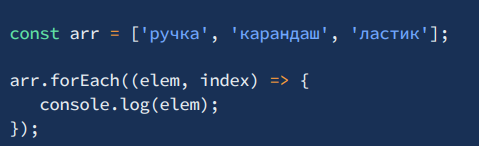 const arr = ['ручка', 'карандаш', 'ластик'];
arr.forEach((elem, index) => {
   console.log(elem);
});